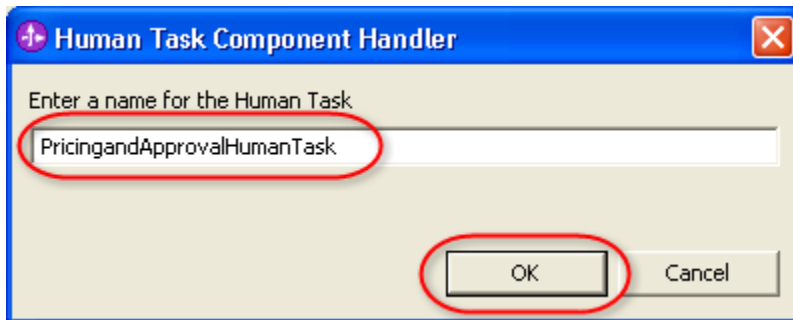 Human Task Component Handler
Enter a name for the Human Task
PricingandApprovalHumanTask
OK Cancel